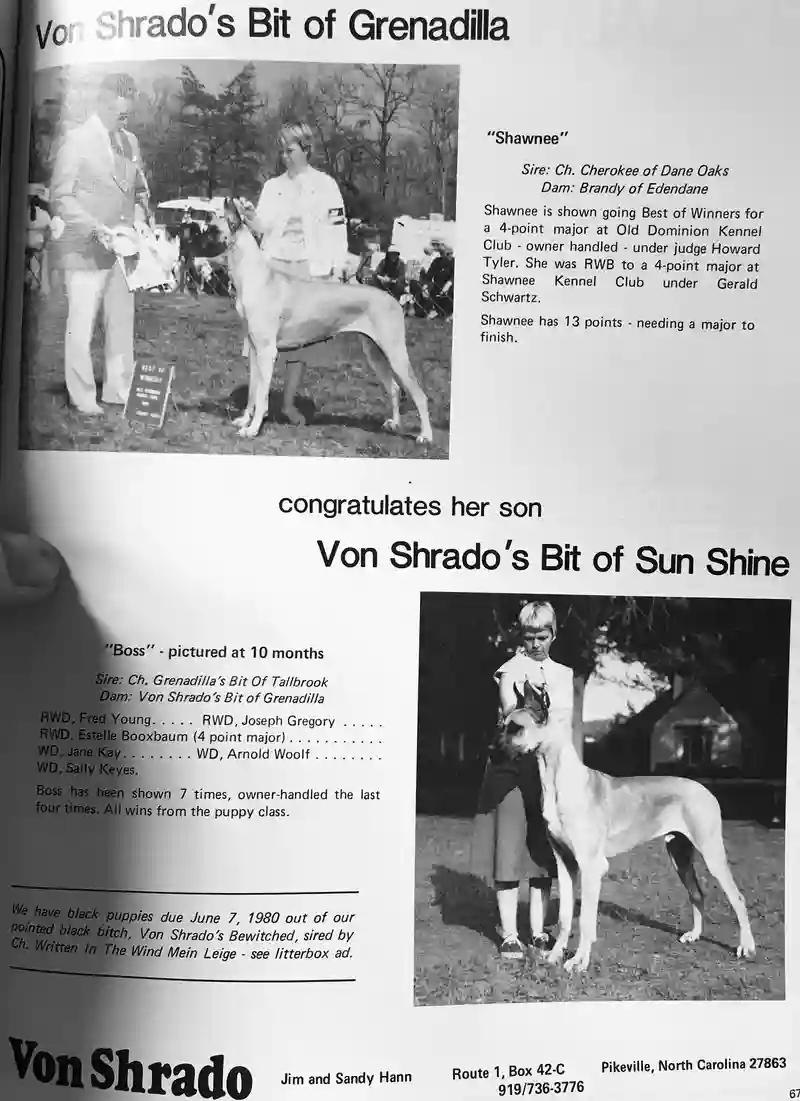 Von Shrado's Bit of Grenadilla
"Shawnee"
Sire: Ch. Cherokee of Dane Oaks
Dam: Brandy of Edendane
Shawnee is shown going Best of Winners for
a 4-point major at Old Dominion Kennel
Club - owner handled - under judge Howard
Tyler. She was RWB to a 4-point major at
Shawnee Kennel Club under Gerald
Schwartz.
Shawnee has 13 points - needing a major to
finish.
BEST OF
WINNERS
congratulates her son
Von Shrado's Bit of Sun Shine
"Boss" - pictured at 10 months
Sire: Ch. Grenadilla's Bit Of Tallbrook
Dam: Von Shrado's Bit of Grenadilla
RWD, Fred Young. . . . . RWD, Joseph Gregory . . . . .
RWD, Estelle Booxbaum (4 point major) . . . . . . . . . . .
WD, Jane Kay. . . . . . . . WD, Arnold Woolf . . . . . . . .
WD, Sally Keyes.
Boss has been shown 7 times, owner-handled the last
four times. All wins from the puppy class.
We have black puppies due June 7, 1980 out of our
pointed black bitch, Von Shrado's Bewitched, sired by
Ch. Written In The Wind Mein Leige - see litterbox ad.
Von Shrado
Jim and Sandy Hann
Route 1, Box 42-C
919/736-3776
Pikeville, North Carolina 27863
67